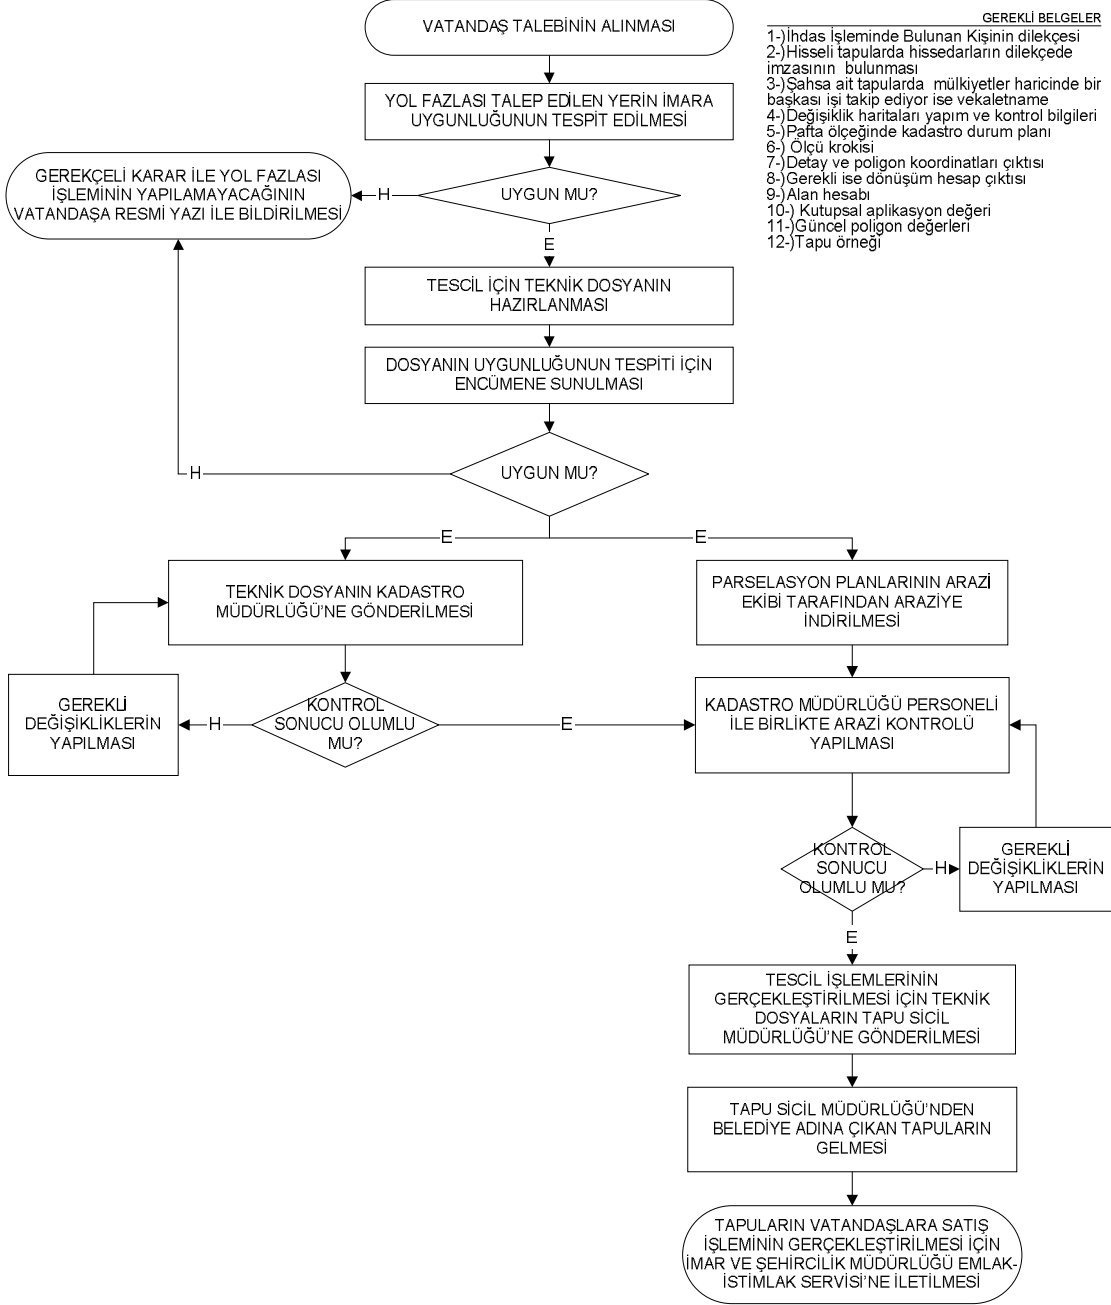 VATANDAŞ TALEBİNİN ALINMASI
GEREKLİ BELGELER
1-)İhdas İşleminde Bulunan Kişinin dilekçesi
2-)Hisseli tapularda hissedarların dilekçede
imzasının bulunması
3-)Şahsa ait tapularda mülkiyetler haricinde bir
başkası işi takip ediyor ise vekaletname
4-)Değişiklik haritaları yapım ve kontrol bilgileri
5-)Pafta ölçeğinde kadastro durum planı
6-) Ölçü krokisi
7-)Detay ve poligon koordinatları çıktısı
8-)Gerekli ise dönüşüm hesap çıktısı
9-)Alan hesabı
10-) Kutupsal aplikasyon değeri
11-)Güncel poligon değerleri
12-)Tapu örneği
YOL FAZLASI TALEP EDİLEN YERİN İMARA
UYGUNLUĞUNUN TESPİT EDİLMESİ
GEREKÇELİ KARAR İLE YOL FAZLASI
İŞLEMİNİN YAPILAMAYACAĞININ
VATANDAŞA RESMİ YAZI İLE BİLDİRİLMESİ
H
UYGUN MU?
E
TESCİL İÇİN TEKNİK DOSYANIN
HAZIRLANMASI
DOSYANIN UYGUNLUĞUNUN TESPİTİ İÇİN
ENCÜMENE SUNULMASI
H
UYGUN MU?
E
E
TEKNİK DOSYANIN KADASTRO
MÜDÜRLÜĞÜ'NE GÖNDERİLMESİ
PARSELASYON PLANLARININ ARAZİ
EKİBİ TARAFINDAN ARAZİYE
İNDİRİLMESİ
GEREKLİ
DEĞİŞİKLİKLERİN
YAPILMASI
H
KONTROL
SONUCU OLUMLU
MU?
E
KADASTRO MÜDÜRLÜĞÜ PERSONELİ
İLE BİRLİKTE ARAZİ KONTROLÜ
YAPILMASI
KONTROL
SONUCU
OLUMLU MU?
H
GEREKLİ
DEĞİŞİKLİKLERİN
YAPILMASI
E
TESCİL İŞLEMLERİNİN
GERÇEKLEŞTİRİLMESİ İÇİN TEKNİK
DOSYALARIN TAPU SİCİL
MÜDÜRLÜĞÜ'NE GÖNDERİLMESİ
TAPU SİCİL MÜDÜRLÜĞÜ'NDEN
BELEDİYE ADINA ÇIKAN TAPULARIN
GELMESİ
TAPULARIN VATANDAŞLARA SATIŞ
İŞLEMİNİN GERÇEKLEŞTİRİLMESİ İÇİN
İMAR VE ŞEHİRCİLİK MÜDÜRLÜĞÜ EMLAK-
İSTİMLAK SERVİSİ'NE İLETİLMESİ